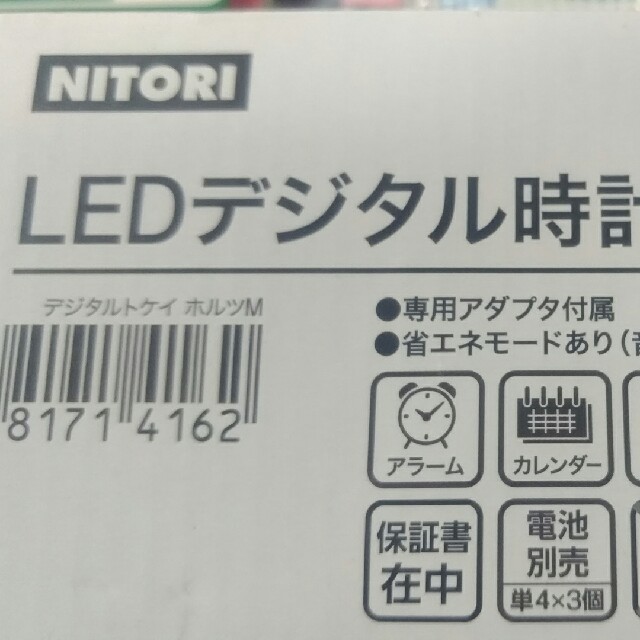 NITORI
LEDデジタル時計
デジタルトケイ ホルツM
8171 4162
●専用アダプタ付属
●省エネモードあり(音
アラーム
カレンダー
保証書
在中
電池
別売
単4×3個